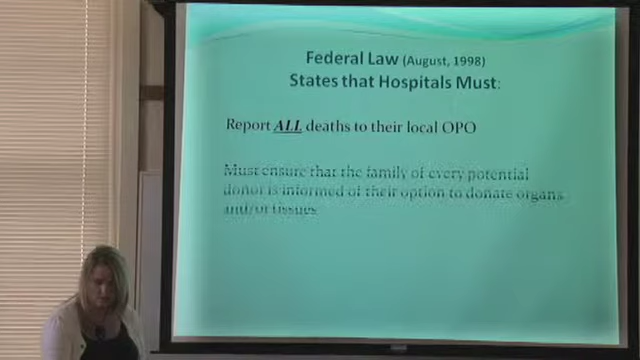 Federal Law (August, 1998)
States that Hospitals Must:
Report ALL deaths to their local OPO
Must ensure that the family of every potential
donor is informed of their option to donate organs
and/or tissues